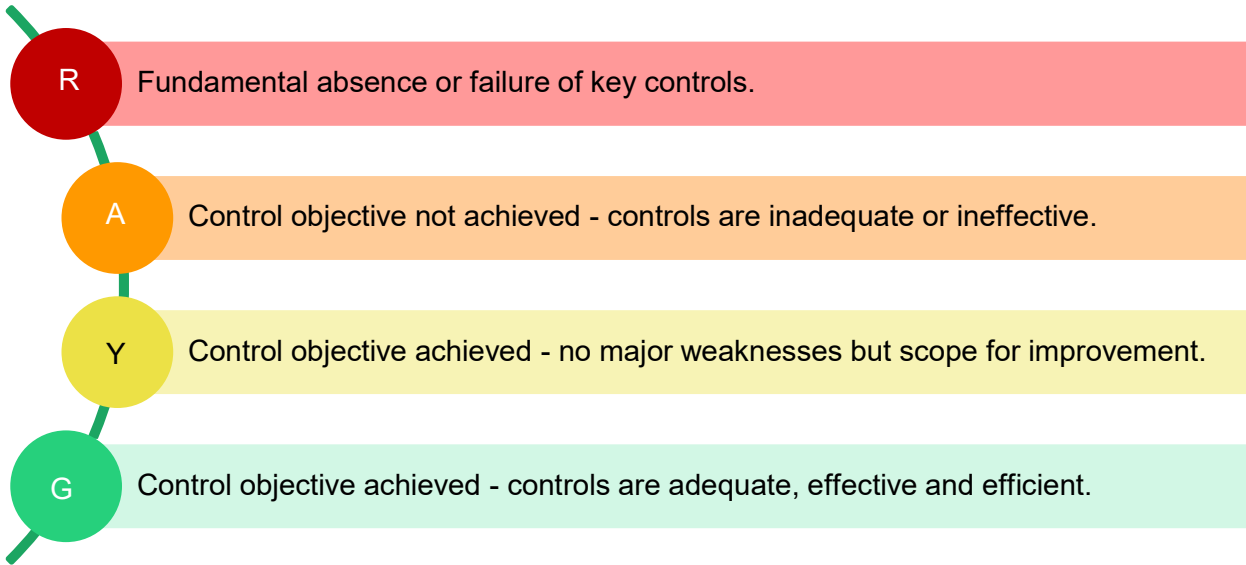 R
Fundamental absence or failure of key controls.
A
Control objective not achieved - controls are inadequate or ineffective.
Y
Control objective achieved - no major weaknesses but scope for improvement.
G
Control objective achieved - controls are adequate, effective and efficient.